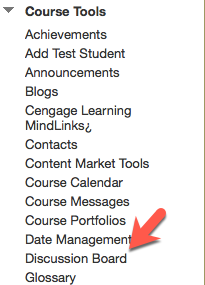 Course Tools
Achievements
Add Test Student
Announcements
Blogs
Cengage Learning
MindLinks¿
Contacts
Content Market Tools
Course Calendar
Course Messages
Course Portfolios
Date Management
Discussion Board
Glossary